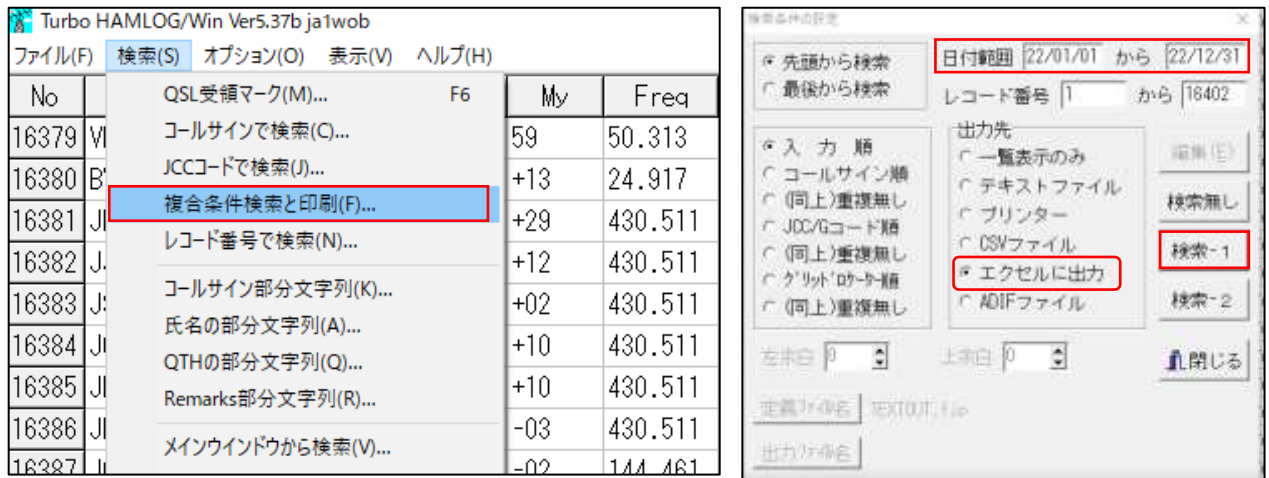 Turbo HAMLOG/Win Ver5.37b ja1wob
ファイル(F) 検索(S) オプション(O) 表示(V) ヘルプ(H)
No My Freq
QSL受領マーク(M)... F6
コールサインで検索(C)...
JCCコードで検索(J)...
複合条件検索と印刷(F)...
レコード番号で検索(N)...
コールサイン部分文字列(K)...
氏名の部分文字列(A)...
QTHの部分文字列(Q)...
Remarks部分文字列(R)...
メインウインドウから検索(V)...
16379 59 50.313
16380 +13 24.917
16381 +29 430.511
16382 +12 430.511
16383 +02 430.511
16384 +10 430.511
16385 +10 430.511
16386 -03 430.511
16387 -02 144.461
検索条件の設定
先頭から検索
最後から検索
日付範囲 22/01/01 から 22/12/31
レコード番号 1 から 16402
入力順
コールサイン順
(同上)重複無し
JCC/Gコード順
(同上)重複無し
グリッドロケーター順
(同上)重複無し
出力先
一覧表示のみ
テキストファイル
プリンター
CSVファイル
エクセルに出力
ADIFファイル
編集(E)
検索無し
検索-1
検索-2
閉じる
左余白 0 上余白 0
定義ファイル名
出力ファイル名